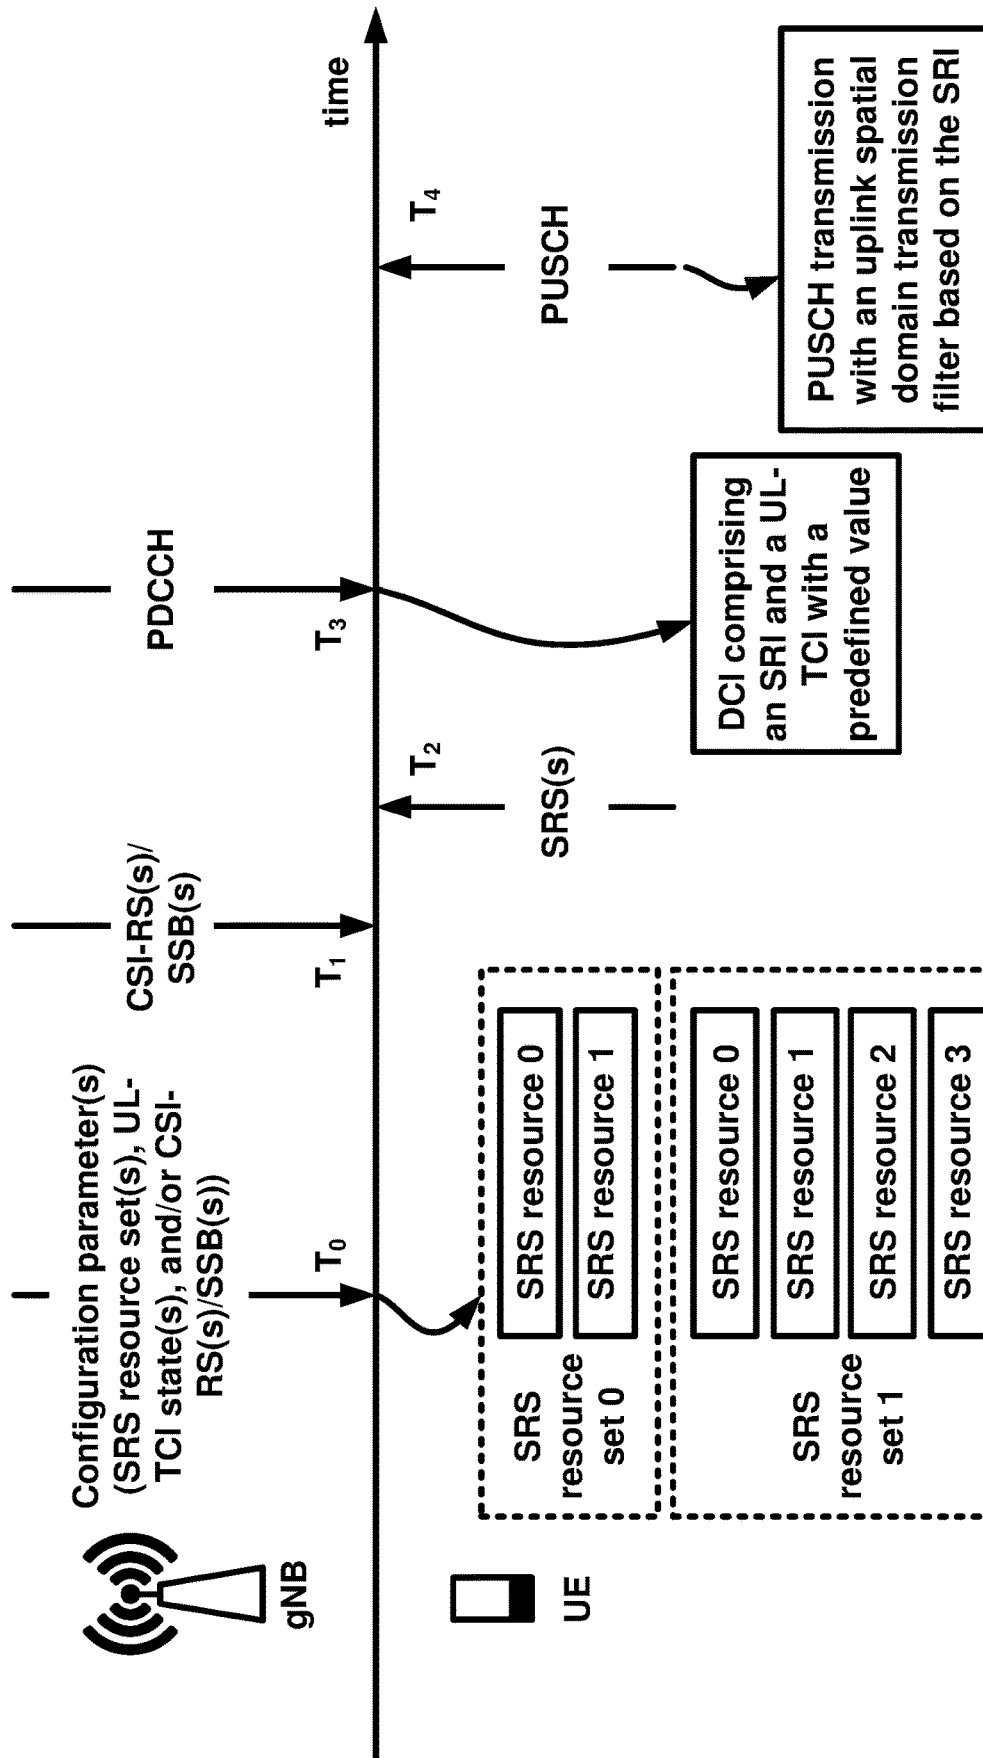 Configuration parameter(s)
(SRS resource set(s), UL-
TCI state(s), and/or CSI-
RS(s)/SSB(s))
CSI-RS(s)/
SSB(s)
PDCCH
gNB
T0
T1
T3
time
UE
T2
T4
SRS(s)
PUSCH
SRS
resource
set 0
SRS resource 0
SRS resource 1
SRS
resource
set 1
SRS resource 0
SRS resource 1
SRS resource 2
SRS resource 3
DCI comprising
an SRI and a UL-
TCI with a
predefined value
PUSCH transmission
with an uplink spatial
domain transmission
filter based on the SRI